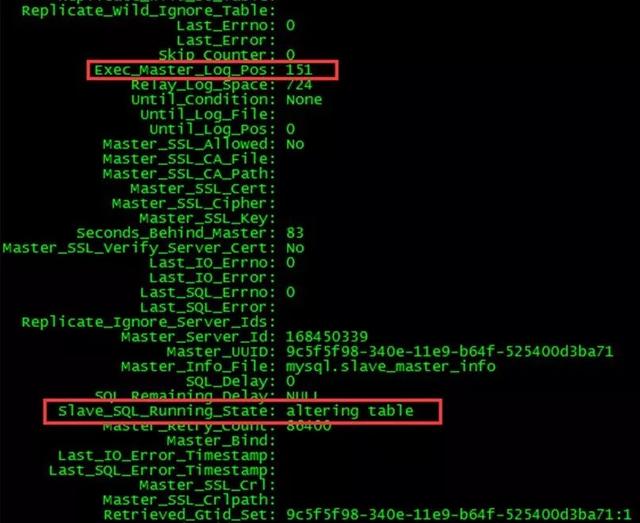 Replicate_Wild_Ignore_Table:
Last_Errno: 0
Last_Error:
Skip_Counter: 0
Exec_Master_Log_Pos: 151
Relay_Log_Space: 724
Until_Condition: None
Until_Log_File:
Until_Log_Pos: 0
Master_SSL_Allowed: No
Master_SSL_CA_File:
Master_SSL_CA_Path:
Master_SSL_Cert:
Master_SSL_Cipher:
Master_SSL_Key:
Seconds_Behind_Master: 83
Master_SSL_Verify_Server_Cert: No
Last_IO_Errno: 0
Last_IO_Error:
Last_SQL_Errno: 0
Last_SQL_Error:
Replicate_Ignore_Server_Ids:
Master_Server_Id: 168450339
Master_UUID: 9c5f5f98-340e-11e9-b64f-525400d3ba71
Master_Info_File: mysql.slave_master_info
SQL_Delay: 0
SQL_Remaining_Delay: NULL
Slave_SQL_Running_State: altering table
Master_Retry_Count: 86400
Master_Bind:
Last_IO_Error_Timestamp:
Last_SQL_Error_Timestamp:
Master_SSL_Crl:
Master_SSL_Crlpath:
Retrieved_Gtid_Set: 9c5f5f98-340e-11e9-b64f-525400d3ba71:1